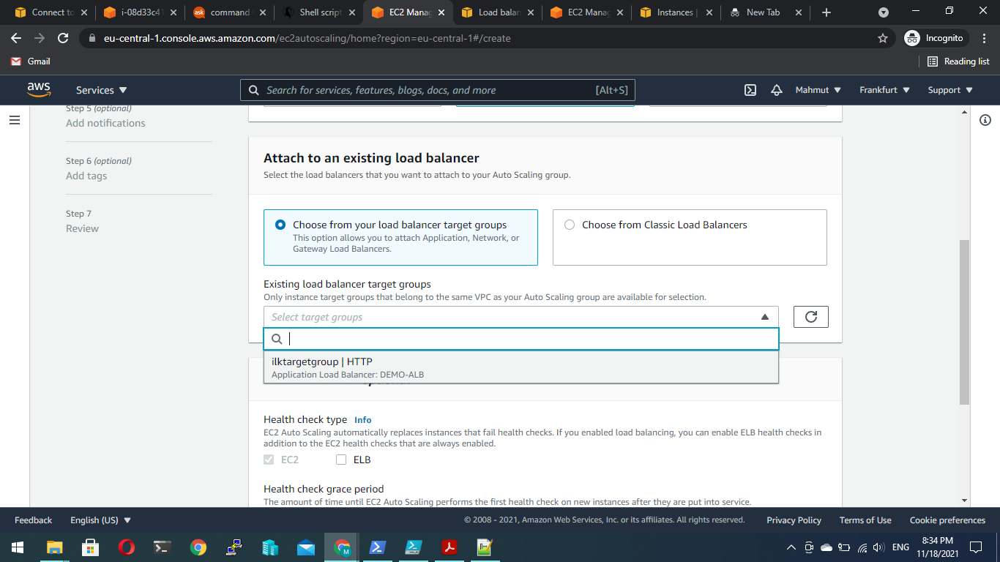 Connect to
i-08d33c41
ask
command
Shell script
EC2 Manag
Load balan
EC2 Manag
Instances |
New Tab
eu-central-1.console.aws.amazon.com/ec2autoscaling/home?region=eu-central-1#/create
Incognito
Gmail
Reading list
aws
Services
Search for services, features, blogs, docs, and more
[Alt+S]
Mahmut
Frankfurt
Support
Step 5 (optional)
Add notifications
Step 6 (optional)
Add tags
Step 7
Review
Attach to an existing load balancer
Select the load balancers that you want to attach to your Auto Scaling group.
Choose from your load balancer target groups
This option allows you to attach Application, Network, or
Gateway Load Balancers.
Choose from Classic Load Balancers
Existing load balancer target groups
Only instance target groups that belong to the same VPC as your Auto Scaling group are available for selection.
Select target groups
ilktargetgroup | HTTP
Application Load Balancer: DEMO-ALB
Health check type Info
EC2 Auto Scaling automatically replaces instances that fail health checks. If you enabled load balancing, you can enable ELB health checks in
addition to the EC2 health checks that are always enabled.
EC2
ELB
Health check grace period
The amount of time until EC2 Auto Scaling performs the first health check on new instances after they are put into service.
Feedback
English (US)
© 2008 - 2021, Amazon Web Services, Inc. or its affiliates. All rights reserved.
Privacy Policy
Terms of Use
Cookie preferences
M
ENG
8:34 PM
11/18/2021